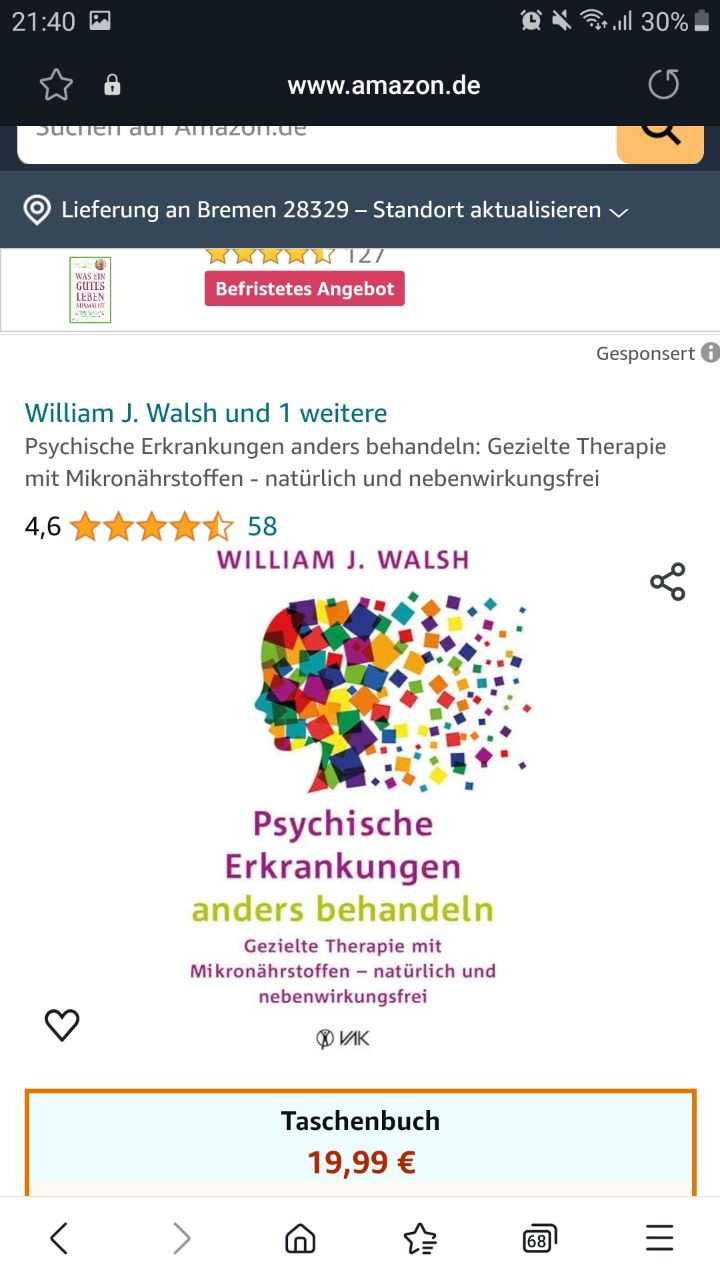 21:40
30%
www.amazon.de
Suchen auf Amazon.de
Lieferung an Bremen 28329 – Standort aktualisieren
127
WAS EIN
GUTES
LEBEN
AUSMACHT
Befristetes Angebot
Gesponsert
William J. Walsh und 1 weitere
Psychische Erkrankungen anders behandeln: Gezielte Therapie
mit Mikronährstoffen - natürlich und nebenwirkungsfrei
4,6 58
WILLIAM J. WALSH
Psychische
Erkrankungen
anders behandeln
Gezielte Therapie mit
Mikronährstoffen – natürlich und
nebenwirkungsfrei
VAK
Taschenbuch
19,99 €
68